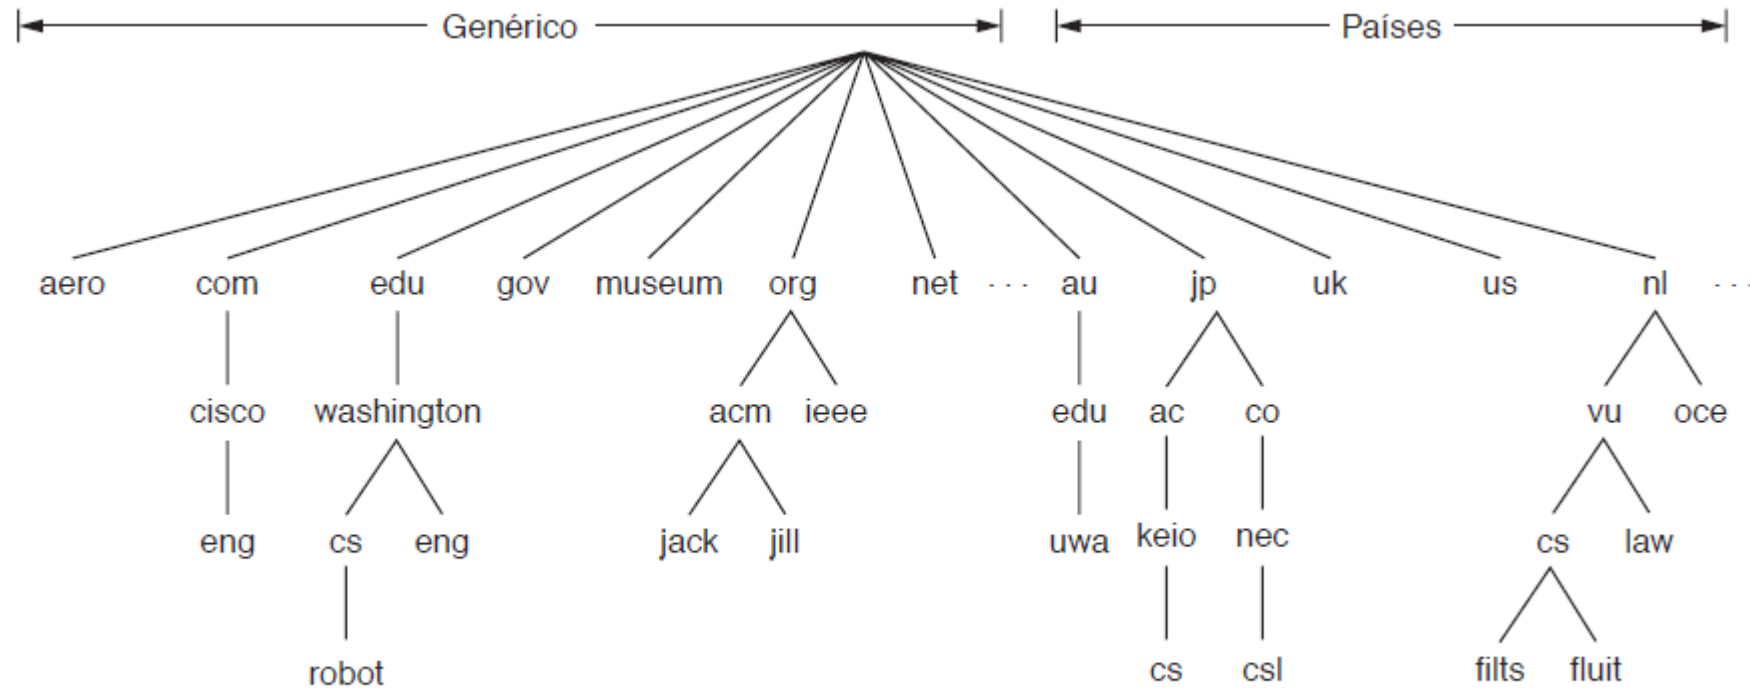 Genérico Países
aero com edu gov museum org net ... au jp uk us nl ...
cisco washington acm ieee edu ac co vu oce
eng cs eng jack jill uwa keio nec cs law
robot cs csl filts fluit